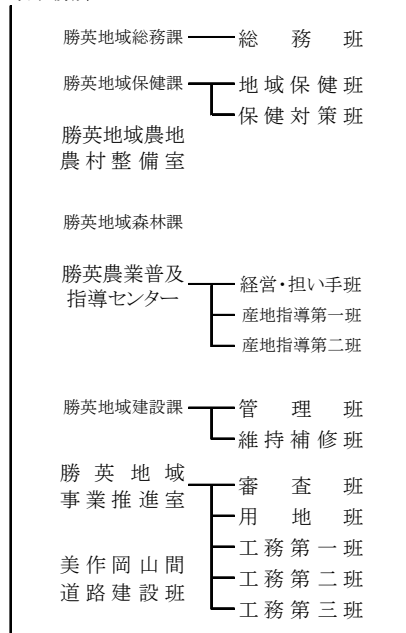 勝英地域総務課 総務班
勝英地域保健課 地域保健班
保健対策班
勝英地域農地
農村整備室
勝英地域森林課
勝英農業普及
指導センター
経営・担い手班
産地指導第一班
産地指導第二班
勝英地域建設課 管理班
維持補修班
勝英地域
事業推進室
審査班
用地班
工務第一班
工務第二班
工務第三班
美作岡山間
道路建設班